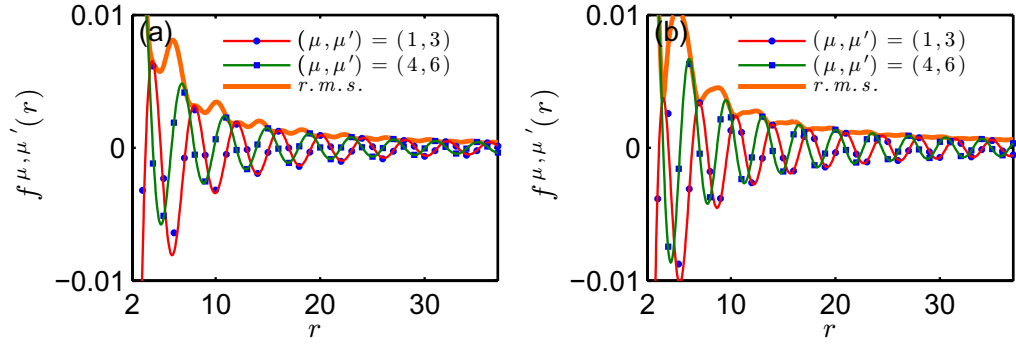 0.01
(a)
(μ, μ′) = (1, 3)
(μ, μ′) = (4, 6)
r.m.s.
0
−0.01
2
10
20
30
r
f^{μ, μ′}(r)
0.01
(b)
(μ, μ′) = (1, 3)
(μ, μ′) = (4, 6)
r.m.s.
0
−0.01
2
10
20
30
r
f^{μ, μ′}(r)